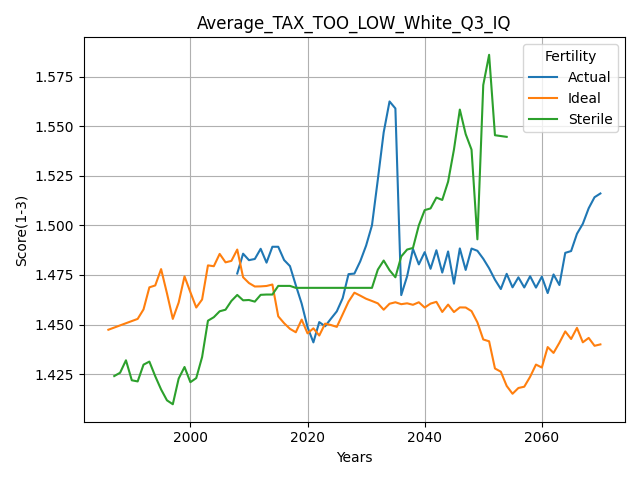 Average_TAX_TOO_LOW_White_Q3_IQ
Fertility
Actual
Ideal
Sterile
Score(1-3)
1.575
1.550
1.525
1.500
1.475
1.450
1.425
2000
2020
2040
2060
Years